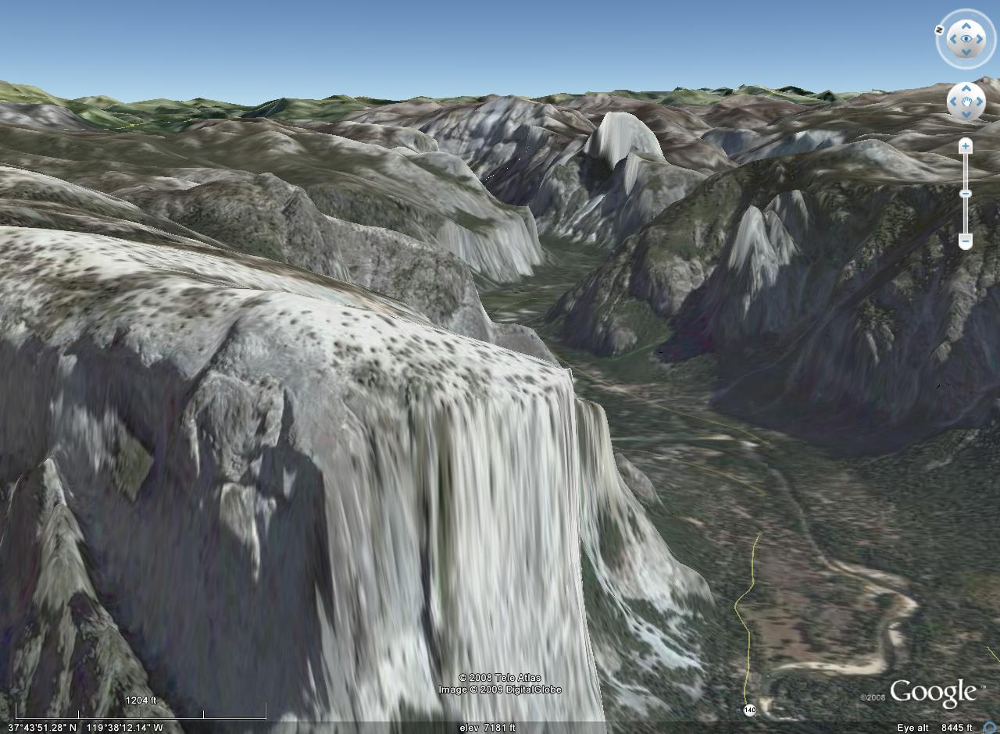 N
1204 ft
© 2008 Tele Atlas
Image © 2009 DigitalGlobe
©2008 Google™
140
37°43'51.28" N 119°38'12.14" W
elev 7181 ft
Eye alt 8445 ft